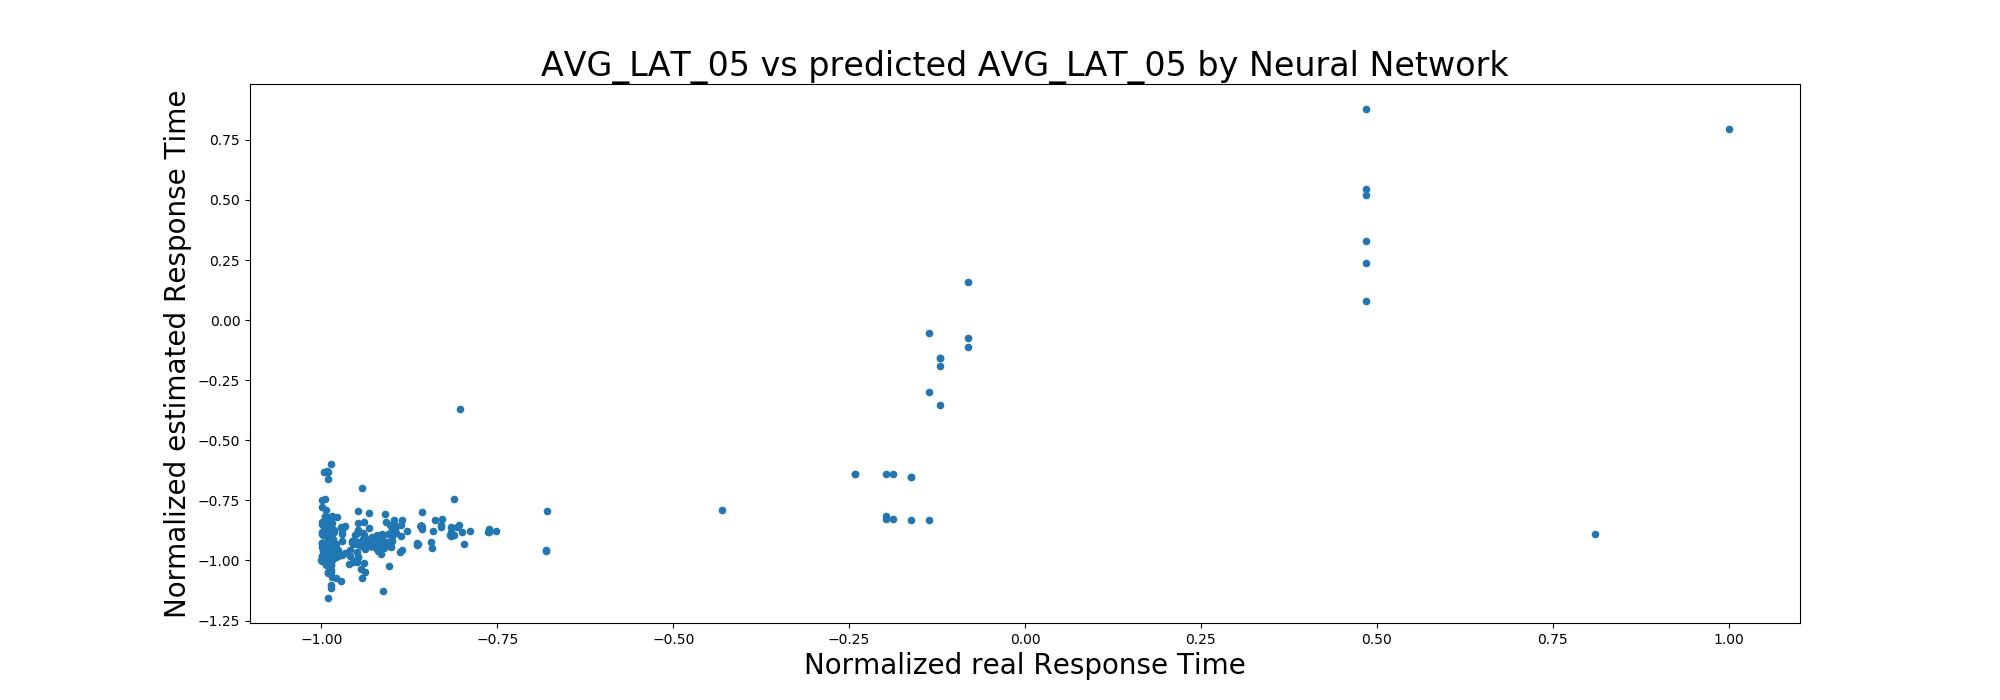 AVG_LAT_05 vs predicted AVG_LAT_05 by Neural Network
Normalized estimated Response Time
0.75
0.50
0.25
0.00
−0.25
−0.50
−0.75
−1.00
−1.25
−1.00 −0.75 −0.50 −0.25 0.00 0.25 0.50 0.75 1.00
Normalized real Response Time